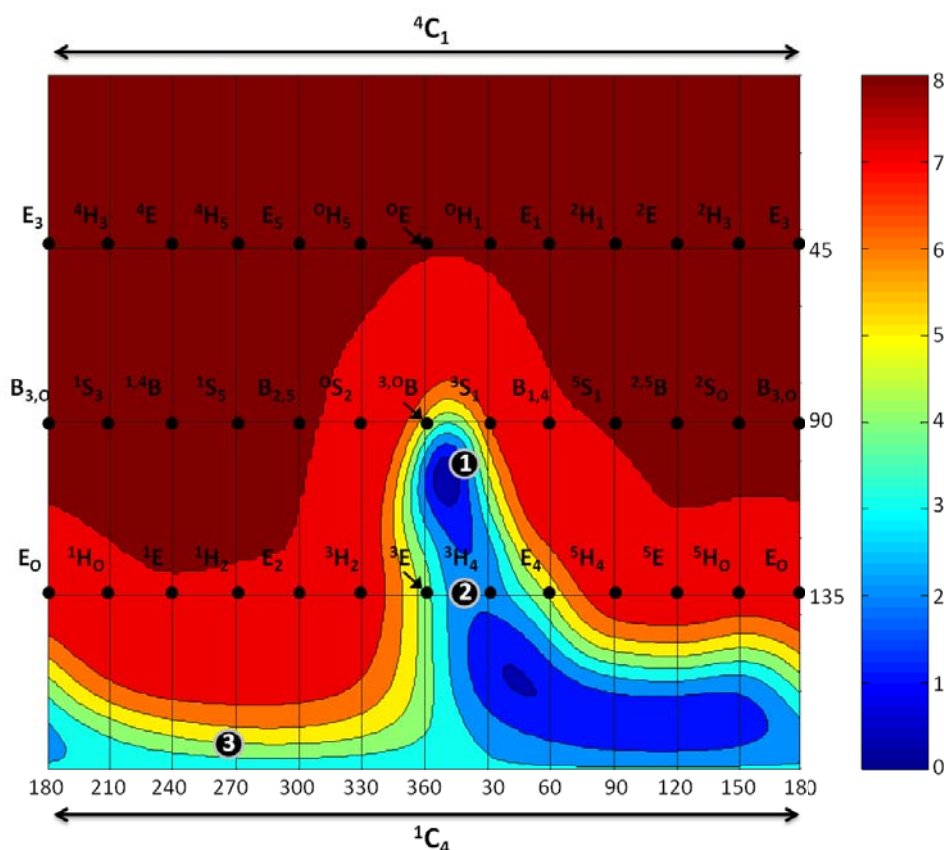 ⁴C₁
E₃ ⁴H₃ ⁴E ⁴H₅ E₅ ᴼH₅ ᴼE ᴼH₁ E₁ ²H₁ ²E ²H₃ E₃
45
B₃,ₒ ¹S₃ ¹,⁴B ¹S₅ B₂,₅ ᴼS₂ ³,ᴼB ³S₁ B₁,₄ ⁵S₁ ²,⁵B ²Sₒ B₃,ₒ
90
1
Eₒ ¹Hₒ ¹E ¹H₂ E₂ ³H₂ ³E ³H₄ E₄ ⁵H₄ ⁵E ⁵Hₒ Eₒ
2
135
3
180 210 240 270 300 330 360 30 60 90 120 150 180
¹C₄
8
7
6
5
4
3
2
1
0